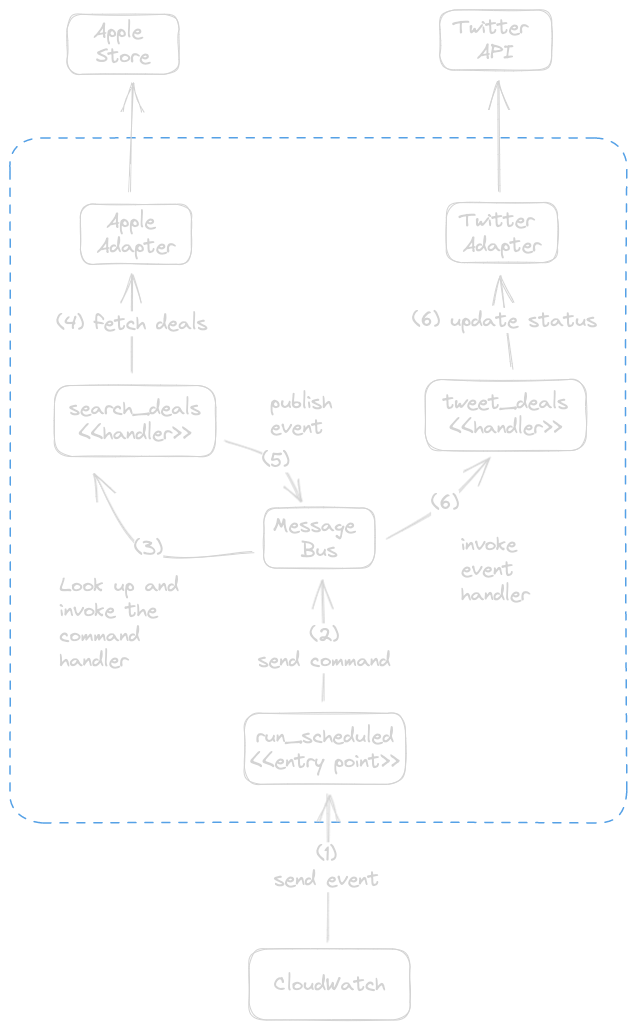 Apple
Store
Twitter
API
Apple
Adapter
Twitter
Adapter
(4) fetch deals
(6) update status
search_deals
<<handler>>
publish
event
tweet_deals
<<handler>>
(5)
(6)
Message
Bus
(3)
invoke
event
handler
Look up and
invoke the
command
handler
(2)
send command
run_scheduled
<<entry point>>
(1)
send event
CloudWatch